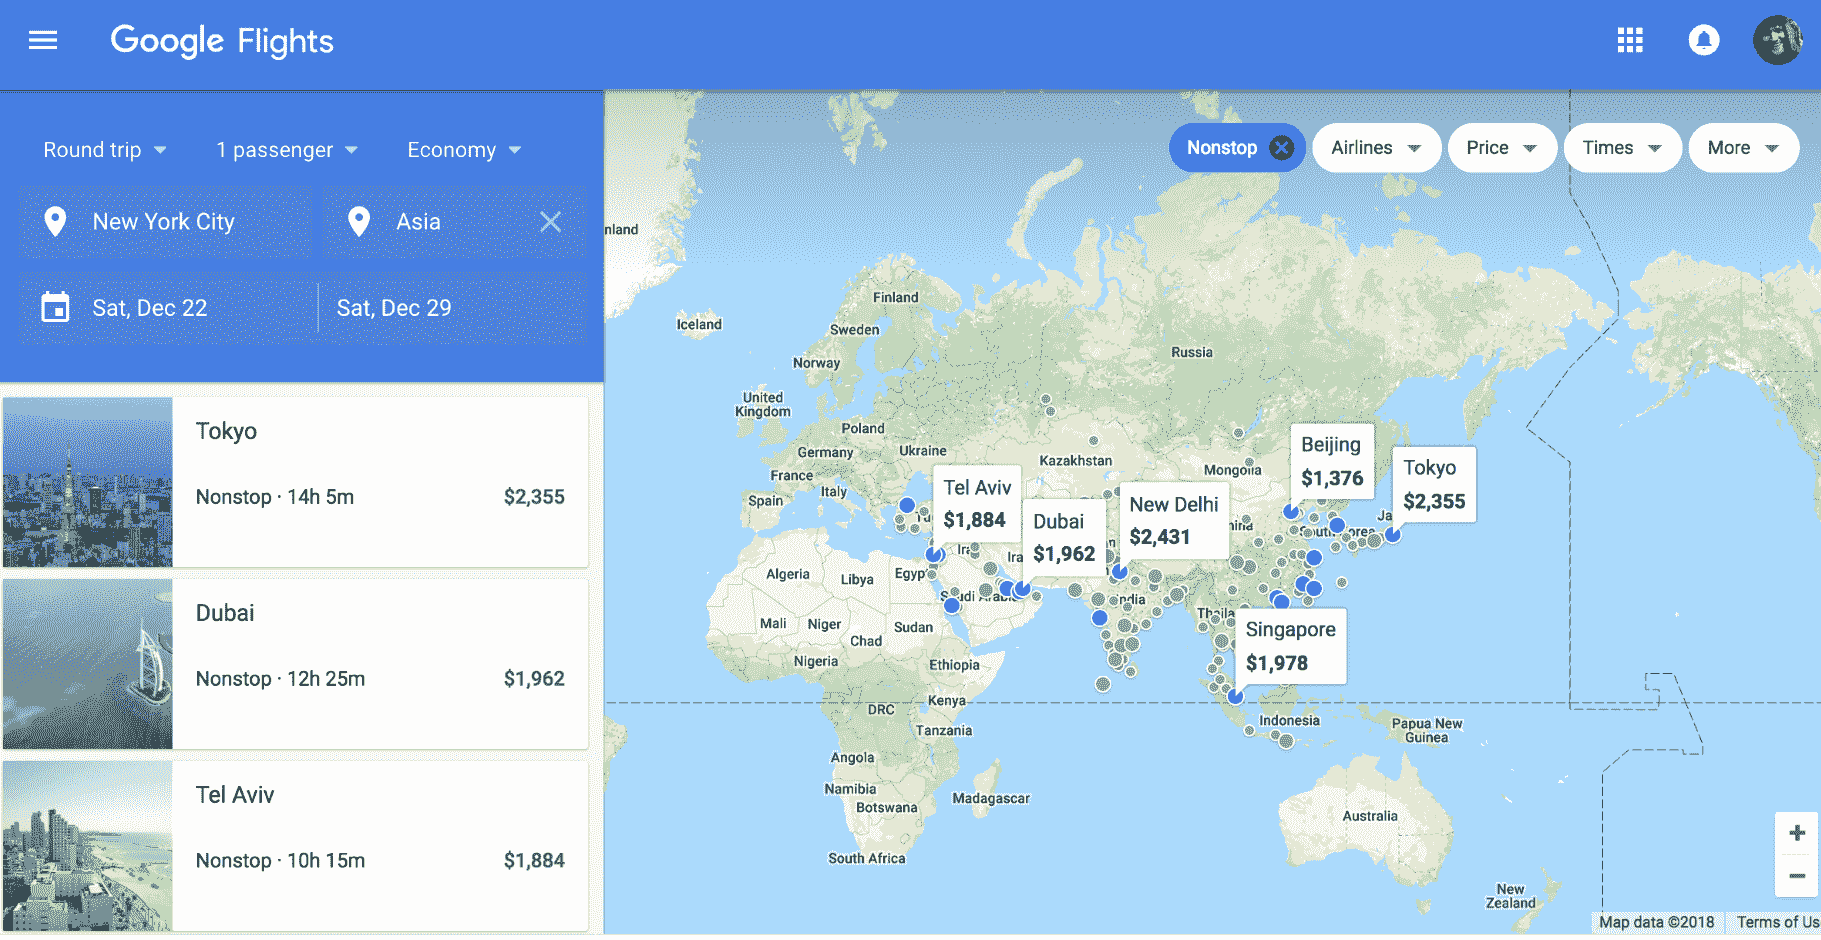 Google Flights
Round trip
1 passenger
Economy
New York City
Asia
Sat, Dec 22
Sat, Dec 29
Tokyo
Nonstop · 14h 5m
$2,355
Dubai
Nonstop · 12h 25m
$1,962
Tel Aviv
Nonstop · 10h 15m
$1,884
Nonstop
Airlines
Price
Times
More
nland
Iceland
Finland
Sweden
Norway
Russia
United
Kingdom
Poland
Germany
Ukraine
France
Italy
Spain
Kazakhstan
Mongolia
Beijing
$1,376
Tokyo
$2,355
Tel Aviv
$1,884
Dubai
$1,962
New Delhi
$2,431
Singapore
$1,978
Algeria
Libya
Egyp
Mali
Niger
Chad
Sudan
Nigeria
Ethiopia
Kenya
DRC
Tanzania
Angola
Namibia
Botswana
Madagascar
South Africa
Indonesia
Papua New
Guinea
Australia
New
Zealand
+
−
Map data ©2018
Terms of Us